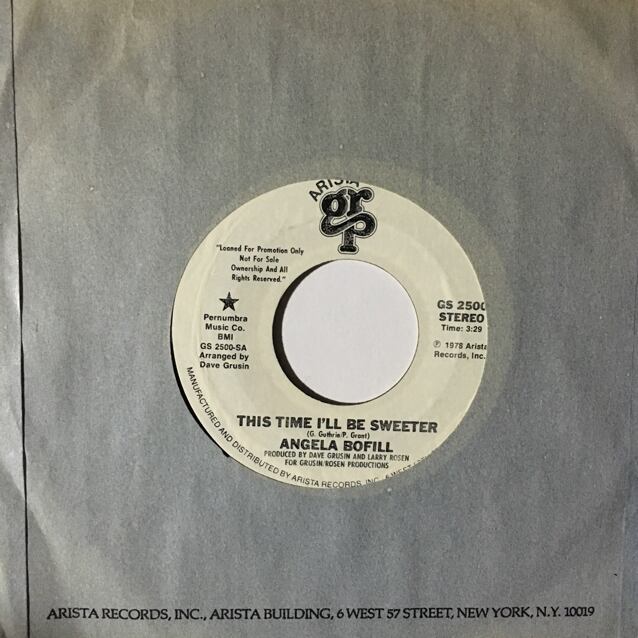 ARISTA
grp
"Loaned For Promotion Only
Not For Sale
Ownership And All
Rights Reserved."
Pernumbra
Music Co.
BMI
GS 2500-SA
Arranged by
Dave Grusin
GS 2500
STEREO
Time: 3:29
℗ 1978 Arista
Records, Inc.
THIS TIME I'LL BE SWEETER
(G. Guthrie/P. Grant)
ANGELA BOFILL
PRODUCED BY DAVE GRUSIN AND LARRY ROSEN
FOR GRUSIN/ROSEN PRODUCTIONS
MANUFACTURED AND DISTRIBUTED BY ARISTA RECORDS, INC. 6 WEST
ARISTA RECORDS, INC., ARISTA BUILDING, 6 WEST 57 STREET, NEW YORK, N.Y. 10019